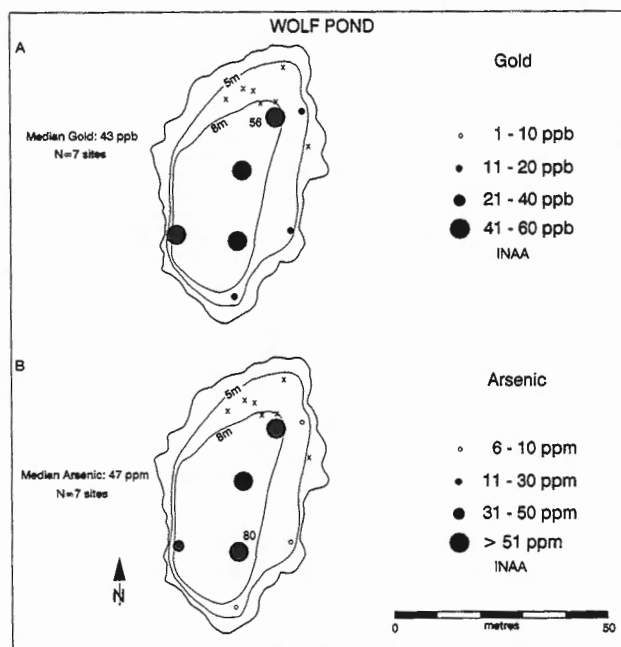 WOLF POND
A
Gold
5m
8m
56
Median Gold: 43 ppb
N=7 sites
1 - 10 ppb
11 - 20 ppb
21 - 40 ppb
41 - 60 ppb
INAA
x
x
x
x
x
x
x
B
Arsenic
5m
8m
80
Median Arsenic: 47 ppm
N=7 sites
6 - 10 ppm
11 - 30 ppm
31 - 50 ppm
> 51 ppm
INAA
x
x
x
x
x
x
x
N
0
metres
50